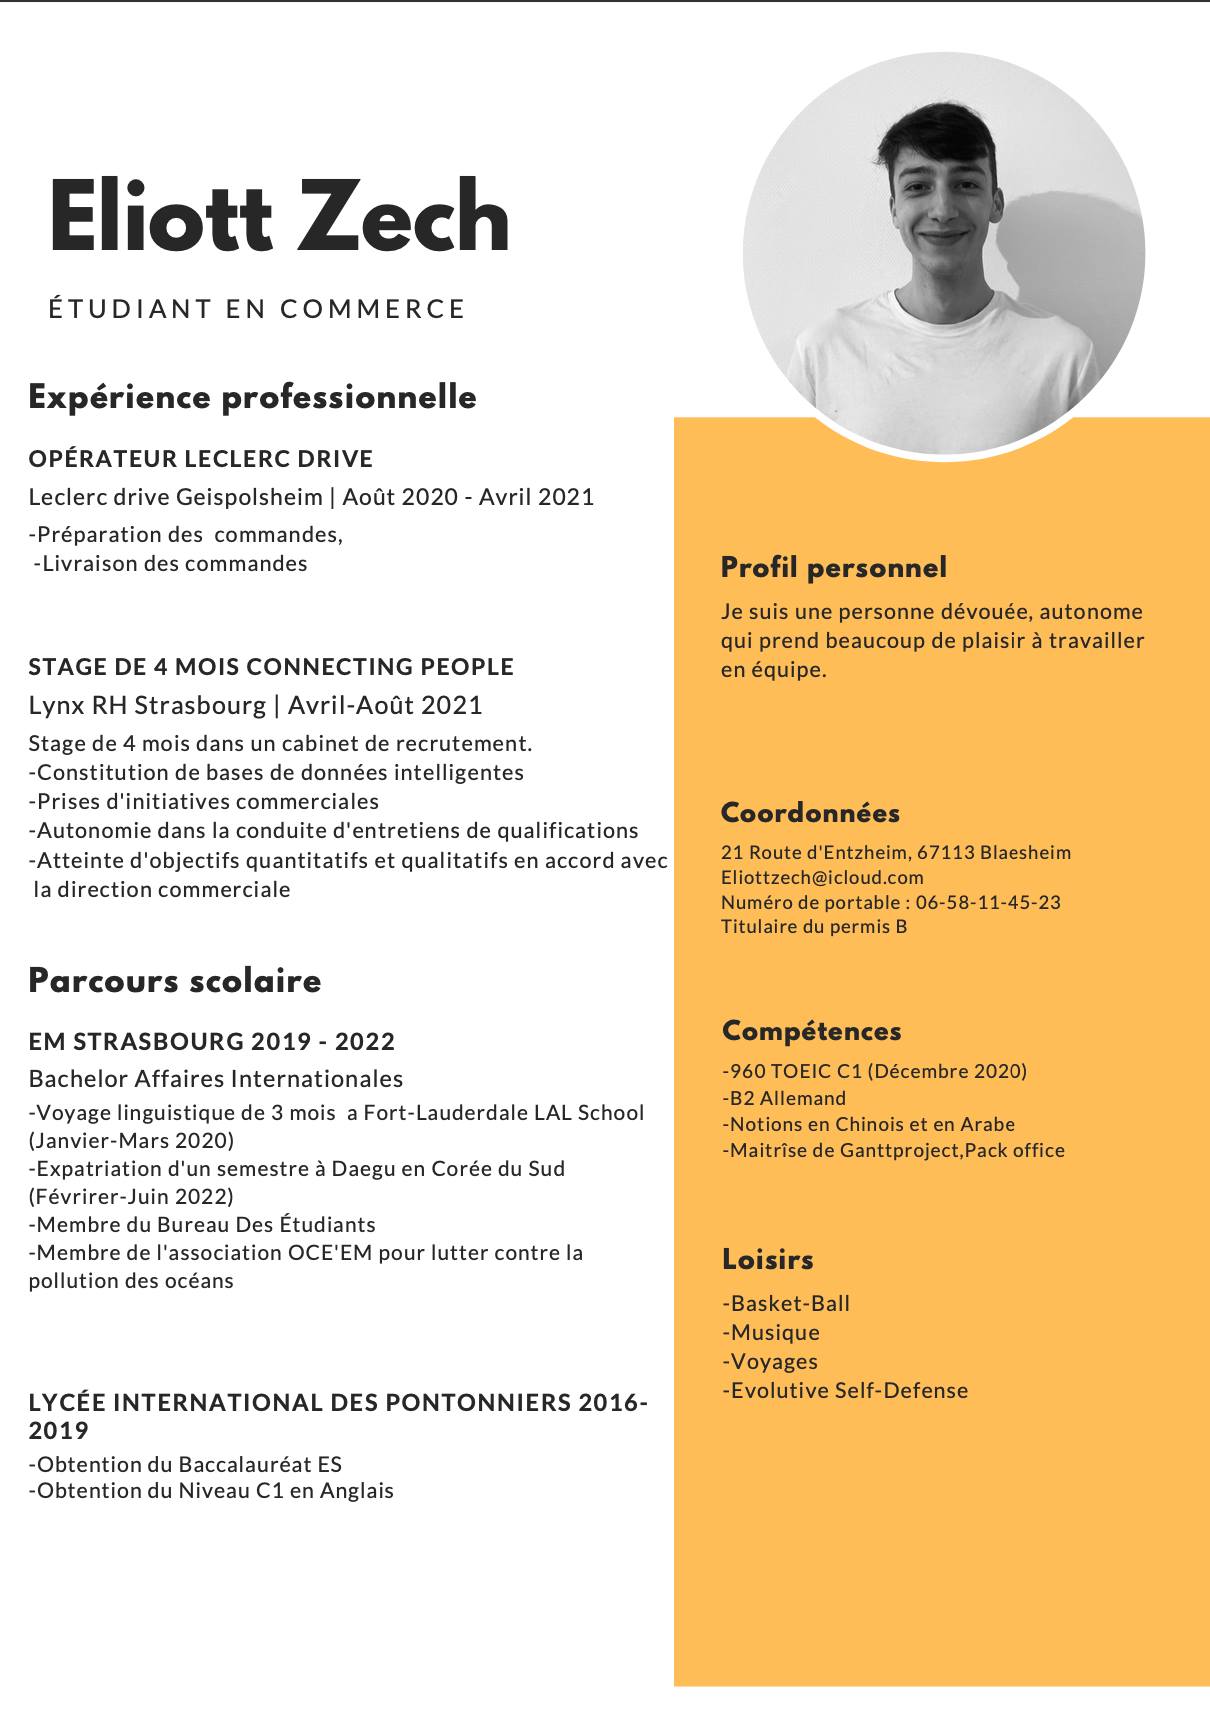 Eliott Zech
ÉTUDIANT EN COMMERCE
Expérience professionnelle
OPÉRATEUR LECLERC DRIVE
Leclerc drive Geispolsheim | Août 2020 - Avril 2021
-Préparation des  commandes,
-Livraison des commandes
STAGE DE 4 MOIS CONNECTING PEOPLE
Lynx RH Strasbourg | Avril-Août 2021
Stage de 4 mois dans un cabinet de recrutement.
-Constitution de bases de données intelligentes
-Prises d'initiatives commerciales
-Autonomie dans la conduite d'entretiens de qualifications
-Atteinte d'objectifs quantitatifs et qualitatifs en accord avec
la direction commerciale
Parcours scolaire
EM STRASBOURG 2019 - 2022
Bachelor Affaires Internationales
-Voyage linguistique de 3 mois  a Fort-Lauderdale LAL School
(Janvier-Mars 2020)
-Expatriation d'un semestre à Daegu en Corée du Sud
(Févrirer-Juin 2022)
-Membre du Bureau Des Étudiants
-Membre de l'association OCE'EM pour lutter contre la
pollution des océans
LYCÉE INTERNATIONAL DES PONTONNIERS 2016-
2019
-Obtention du Baccalauréat ES
-Obtention du Niveau C1 en Anglais
Profil personnel
Je suis une personne dévouée, autonome
qui prend beaucoup de plaisir à travailler
en équipe.
Coordonnées
21 Route d'Entzheim, 67113 Blaesheim
Eliottzech@icloud.com
Numéro de portable : 06-58-11-45-23
Titulaire du permis B
Compétences
-960 TOEIC C1 (Décembre 2020)
-B2 Allemand
-Notions en Chinois et en Arabe
-Maitrîse de Ganttproject,Pack office
Loisirs
-Basket-Ball
-Musique
-Voyages
-Evolutive Self-Defense